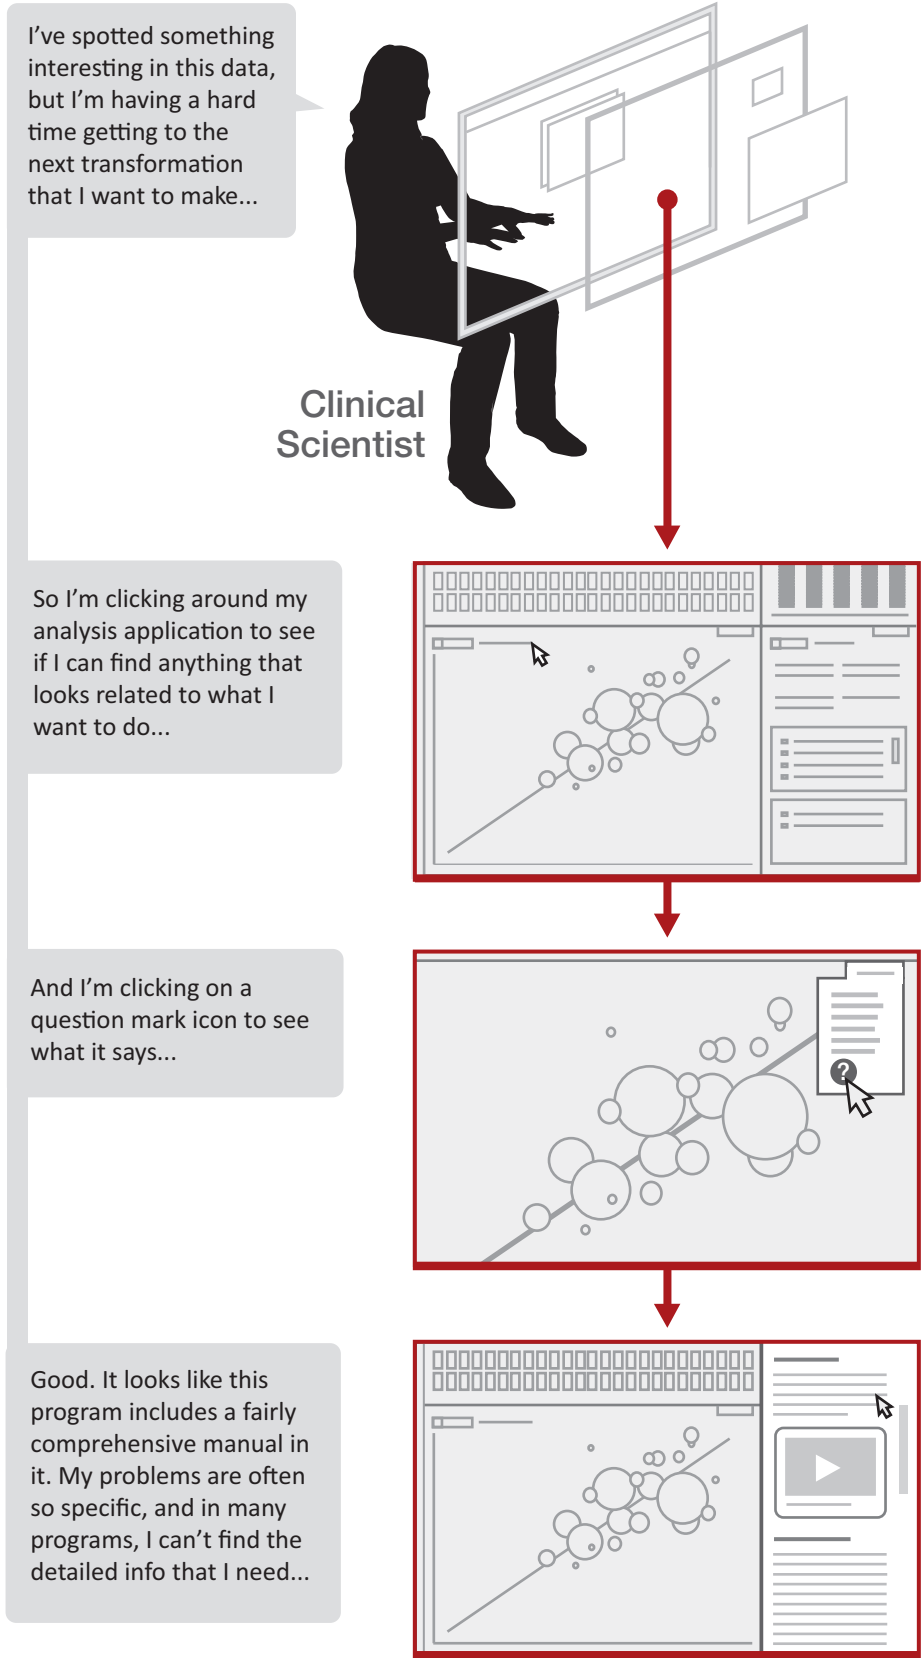 I've spotted something
interesting in this data,
but I'm having a hard
time getting to the
next transformation
that I want to make...
Clinical
Scientist
So I'm clicking around my
analysis application to see
if I can find anything that
looks related to what I
want to do...
And I'm clicking on a
question mark icon to see
what it says...
?
Good. It looks like this
program includes a fairly
comprehensive manual in
it. My problems are often
so specific, and in many
programs, I can't find the
detailed info that I need...